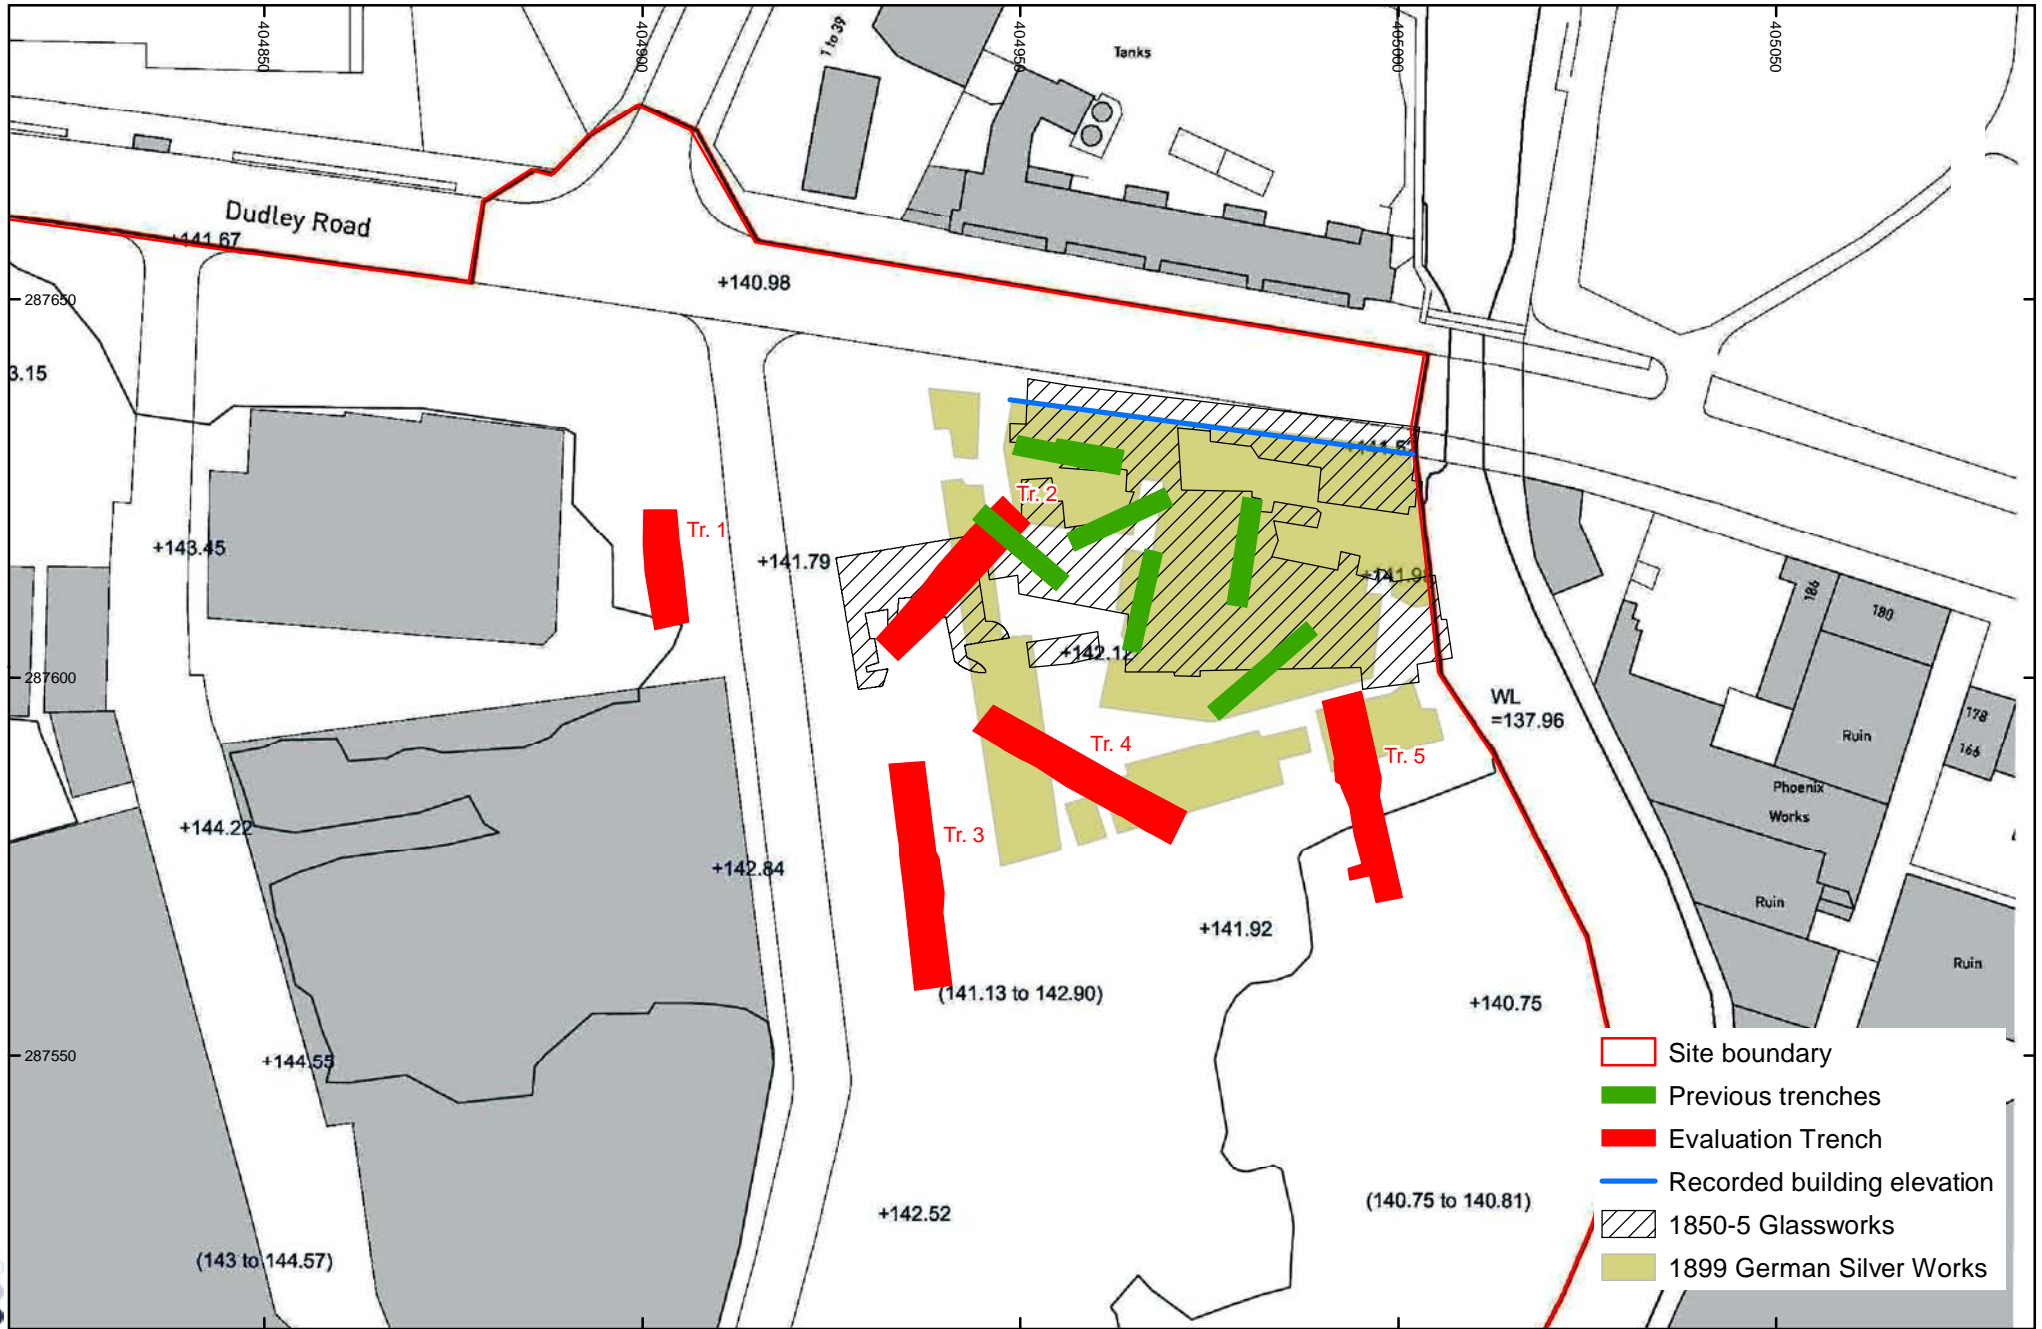 404850
404900
404950
405000
405050
1 to 39
Tanks
Dudley Road
+141.67
+140.98
287650
3.15
Tr. 2
Tr. 1
+143.45
+141.79
186
180
+142.12
287600
WL
=137.96
178
166
Ruin
Tr. 4
Tr. 5
Phoenix
Works
+144.22
Tr. 3
+142.84
Ruin
+141.92
Ruin
(141.13 to 142.90)
+140.75
287550
+144.55
Site boundary
Previous trenches
Evaluation Trench
Recorded building elevation
1850-5 Glassworks
1899 German Silver Works
(140.75 to 140.81)
+142.52
(143 to 144.57)